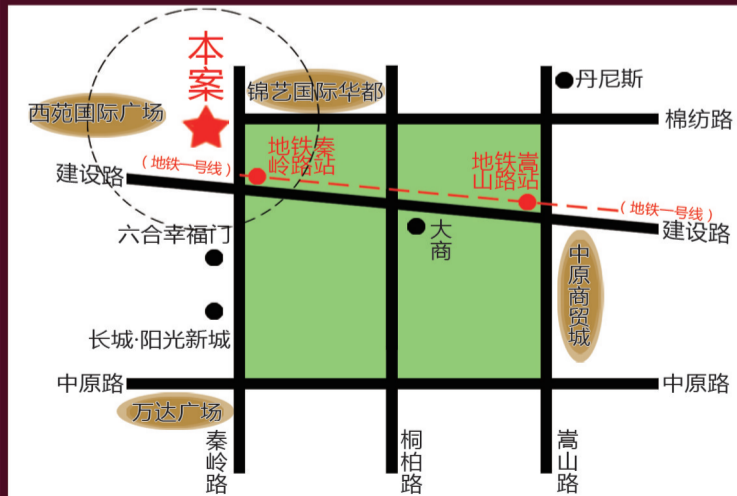 本案
西苑国际广场
锦艺国际华都
丹尼斯
棉纺路
地铁秦
岭路站
地铁嵩
山路站
(地铁一号线)
建设路
(地铁一号线)
建设路
六合幸福门
大商
中原商贸城
长城·阳光新城
中原路
中原路
万达广场
秦岭路
桐柏路
嵩山路